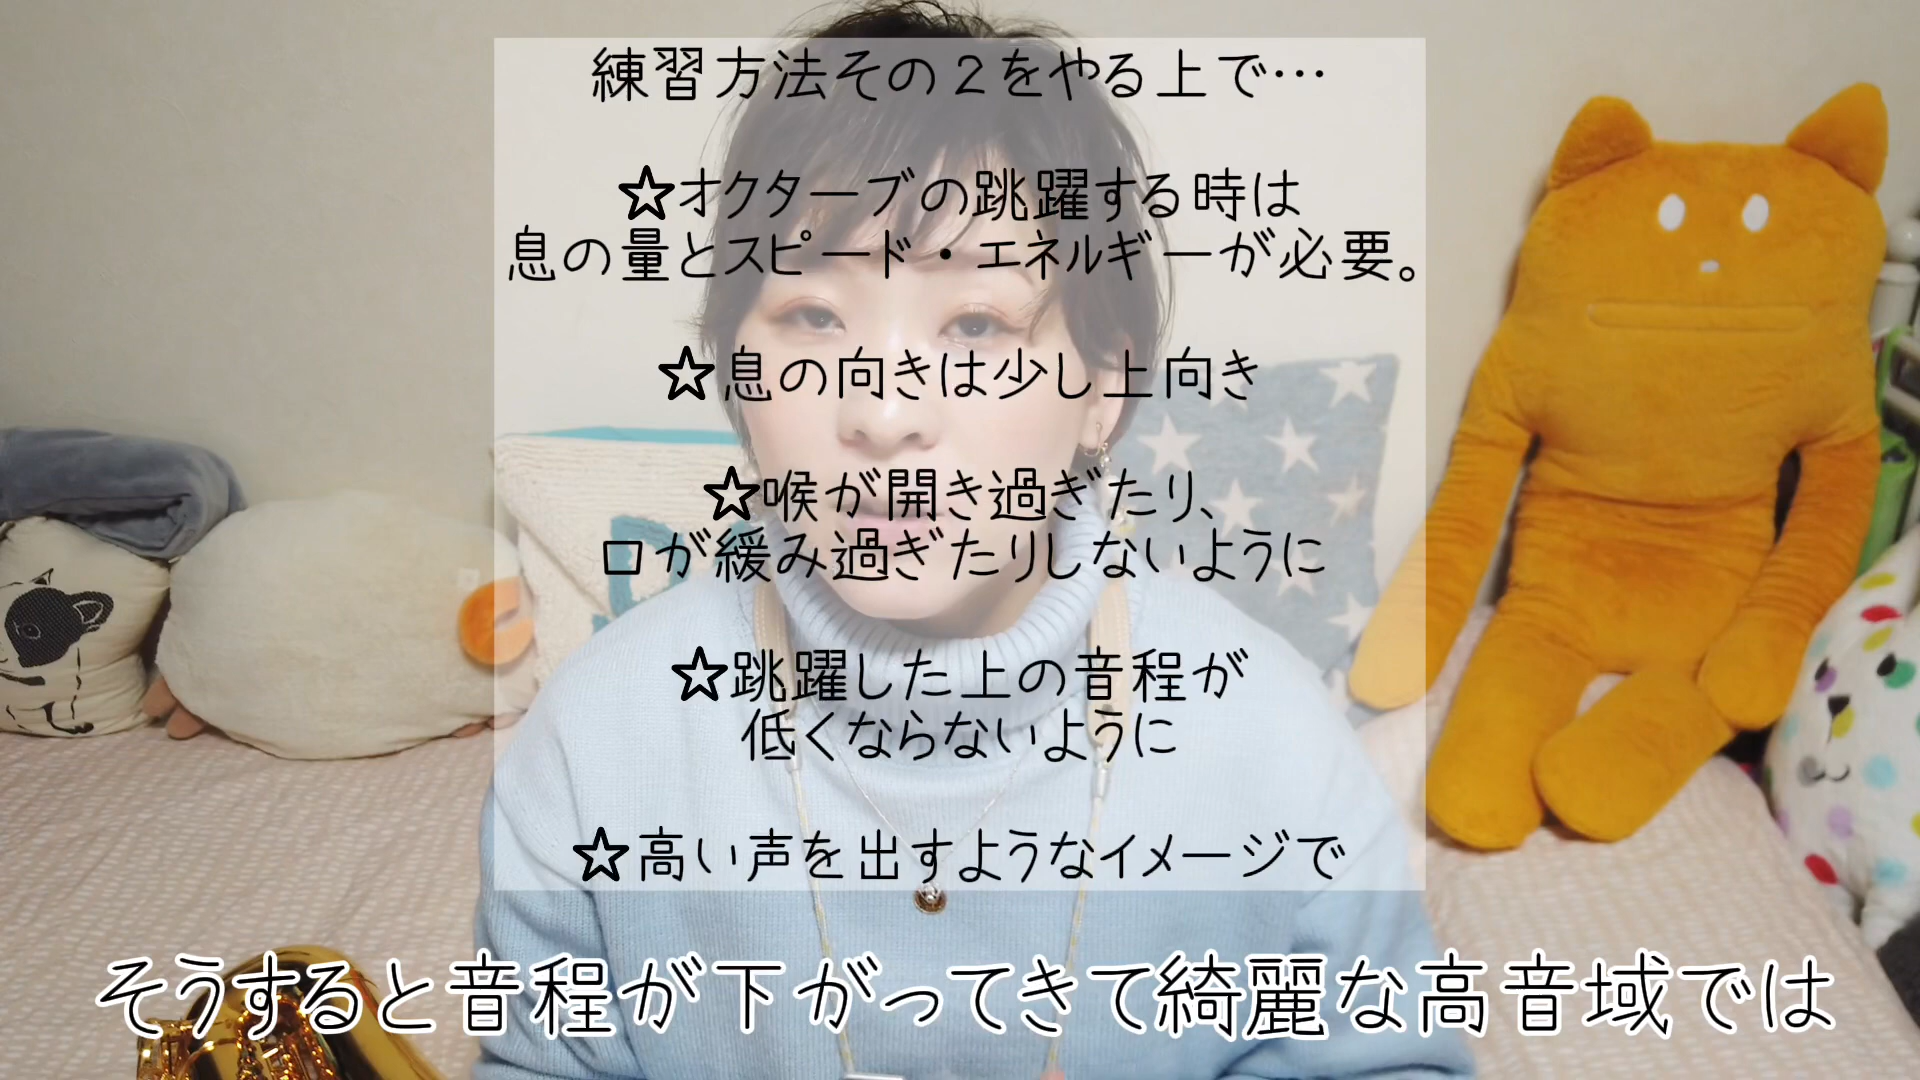 練習方法その２をやる上で…
☆オクターブの跳躍する時は
息の量とスピード・エネルギーが必要。
☆息の向きは少し上向き
☆喉が開き過ぎたり、
口が緩み過ぎたりしないように
☆跳躍した上の音程が
低くならないように
☆高い声を出すようなイメージで
そうすると音程が下がってきて綺麗な高音域では